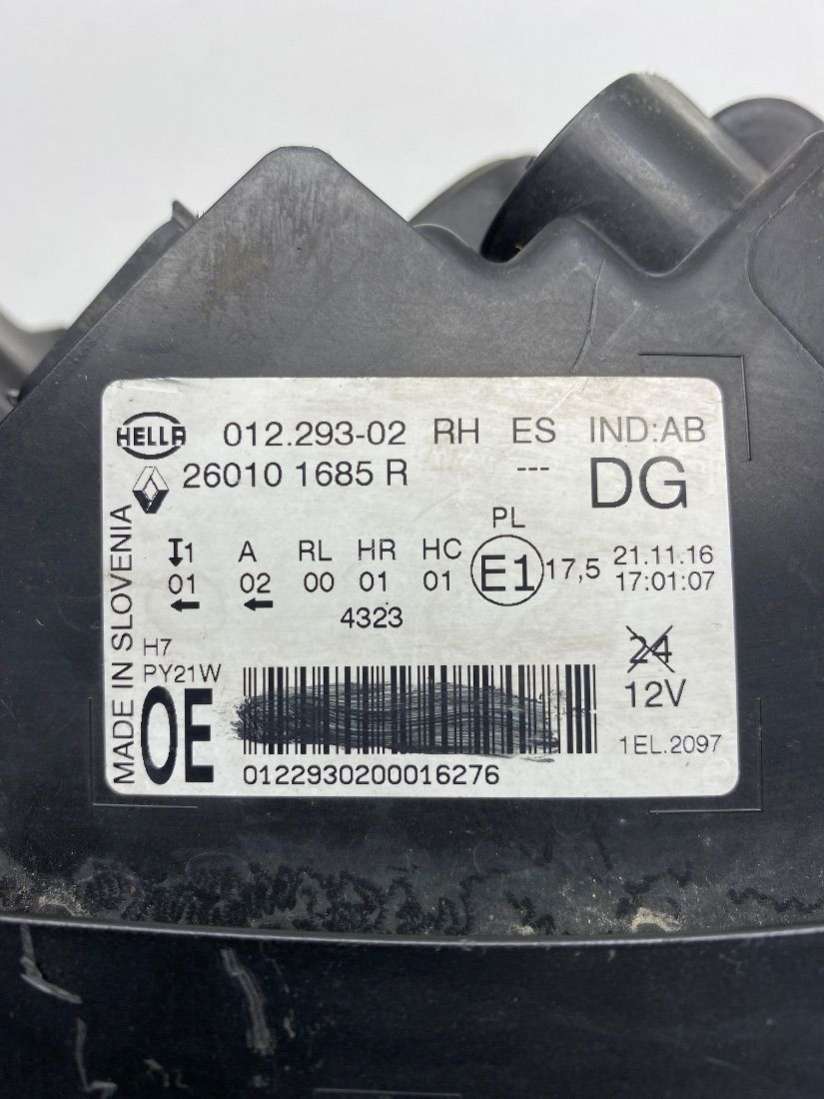 HELLA 012.293-02 RH ES IND:AB
26010 1685 R --- DG
MADE IN SLOVENIA
PL
1 A RL HR HC E1 17,5 21.11.16
01 02 00 01 01 17:01:07
4323
H7
PY21W
24
12V
OE
1EL.2097
0122930200016276